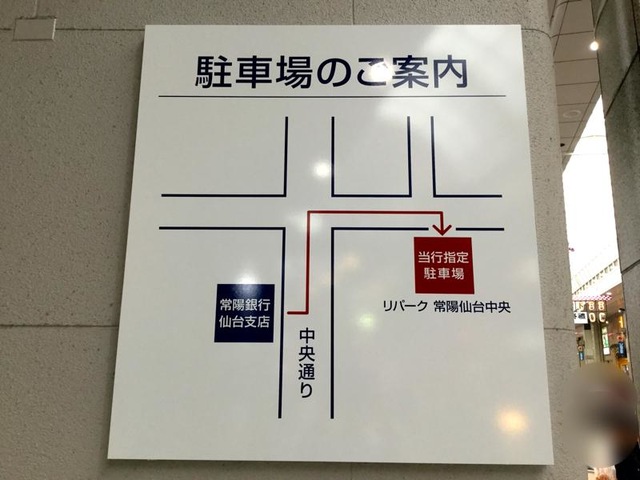 駐車場のご案内
当行指定
駐車場
リパーク 常陽仙台中央
常陽銀行
仙台支店
中央通り